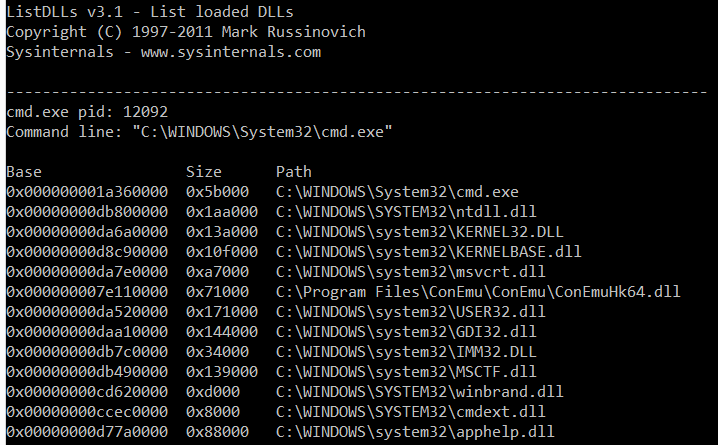 ListDLLs v3.1 - List loaded DLLs
Copyright (C) 1997-2011 Mark Russinovich
Sysinternals - www.sysinternals.com
------------------------------------------------------------------------------
cmd.exe pid: 12092
Command line: "C:\WINDOWS\System32\cmd.exe"
Base                Size      Path
0x000000001a360000  0x5b000   C:\WINDOWS\System32\cmd.exe
0x00000000db800000  0x1aa000  C:\WINDOWS\SYSTEM32\ntdll.dll
0x00000000da6a0000  0x13a000  C:\WINDOWS\system32\KERNEL32.DLL
0x00000000d8c90000  0x10f000  C:\WINDOWS\system32\KERNELBASE.dll
0x00000000da7e0000  0xa7000   C:\WINDOWS\system32\msvcrt.dll
0x000000007e110000  0x71000   C:\Program Files\ConEmu\ConEmu\ConEmuHk64.dll
0x00000000da520000  0x171000  C:\WINDOWS\system32\USER32.dll
0x00000000daa10000  0x144000  C:\WINDOWS\system32\GDI32.dll
0x00000000db7c0000  0x34000   C:\WINDOWS\system32\IMM32.DLL
0x00000000db490000  0x139000  C:\WINDOWS\system32\MSCTF.dll
0x00000000cd620000  0xd000    C:\WINDOWS\SYSTEM32\winbrand.dll
0x00000000ccec0000  0x8000    C:\WINDOWS\SYSTEM32\cmdext.dll
0x00000000d77a0000  0x88000   C:\WINDOWS\system32\apphelp.dll